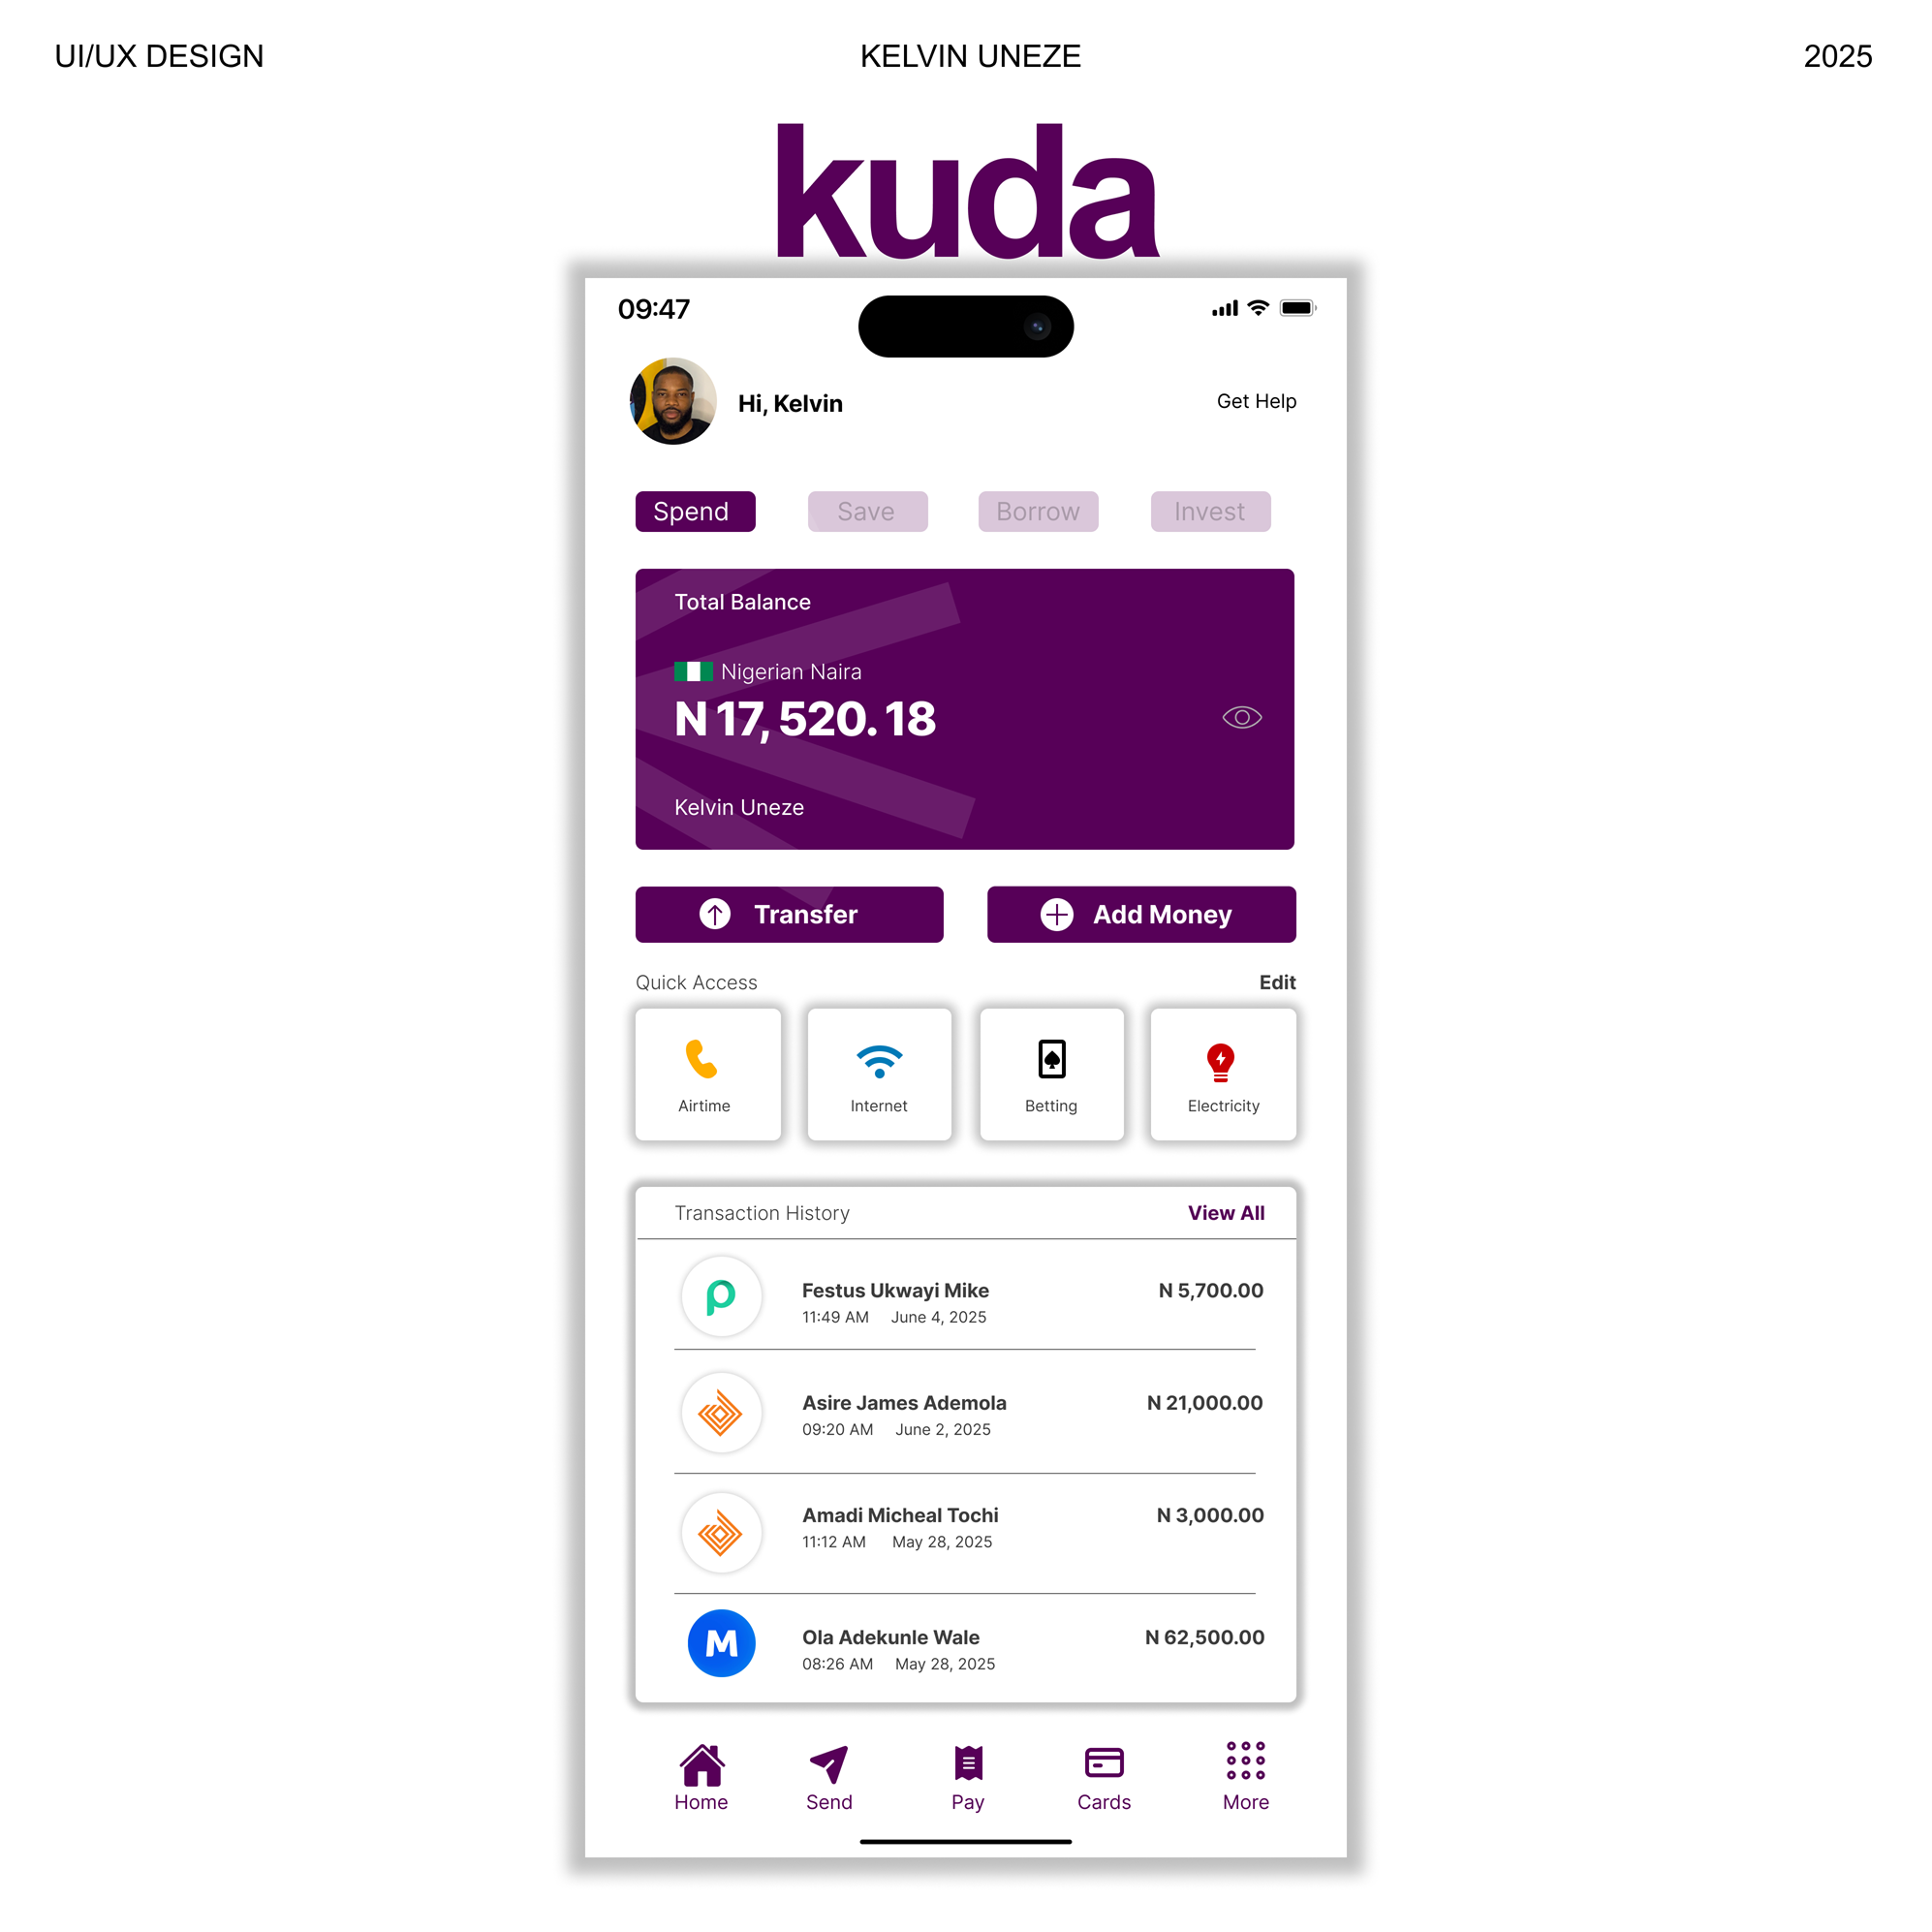 UI/UX DESIGN KELVIN UNEZE 2025
kuda
09:47
Hi, Kelvin Get Help
Spend Save Borrow Invest
Total Balance
Nigerian Naira
N 17, 520. 18
Kelvin Uneze
Transfer Add Money
Quick Access Edit
Airtime Internet Betting Electricity
Transaction History View All
Festus Ukwayi Mike N 5,700.00
11:49 AM June 4, 2025
Asire James Ademola N 21,000.00
09:20 AM June 2, 2025
Amadi Micheal Tochi N 3,000.00
11:12 AM May 28, 2025
M
Ola Adekunle Wale N 62,500.00
08:26 AM May 28, 2025
Home Send Pay Cards More